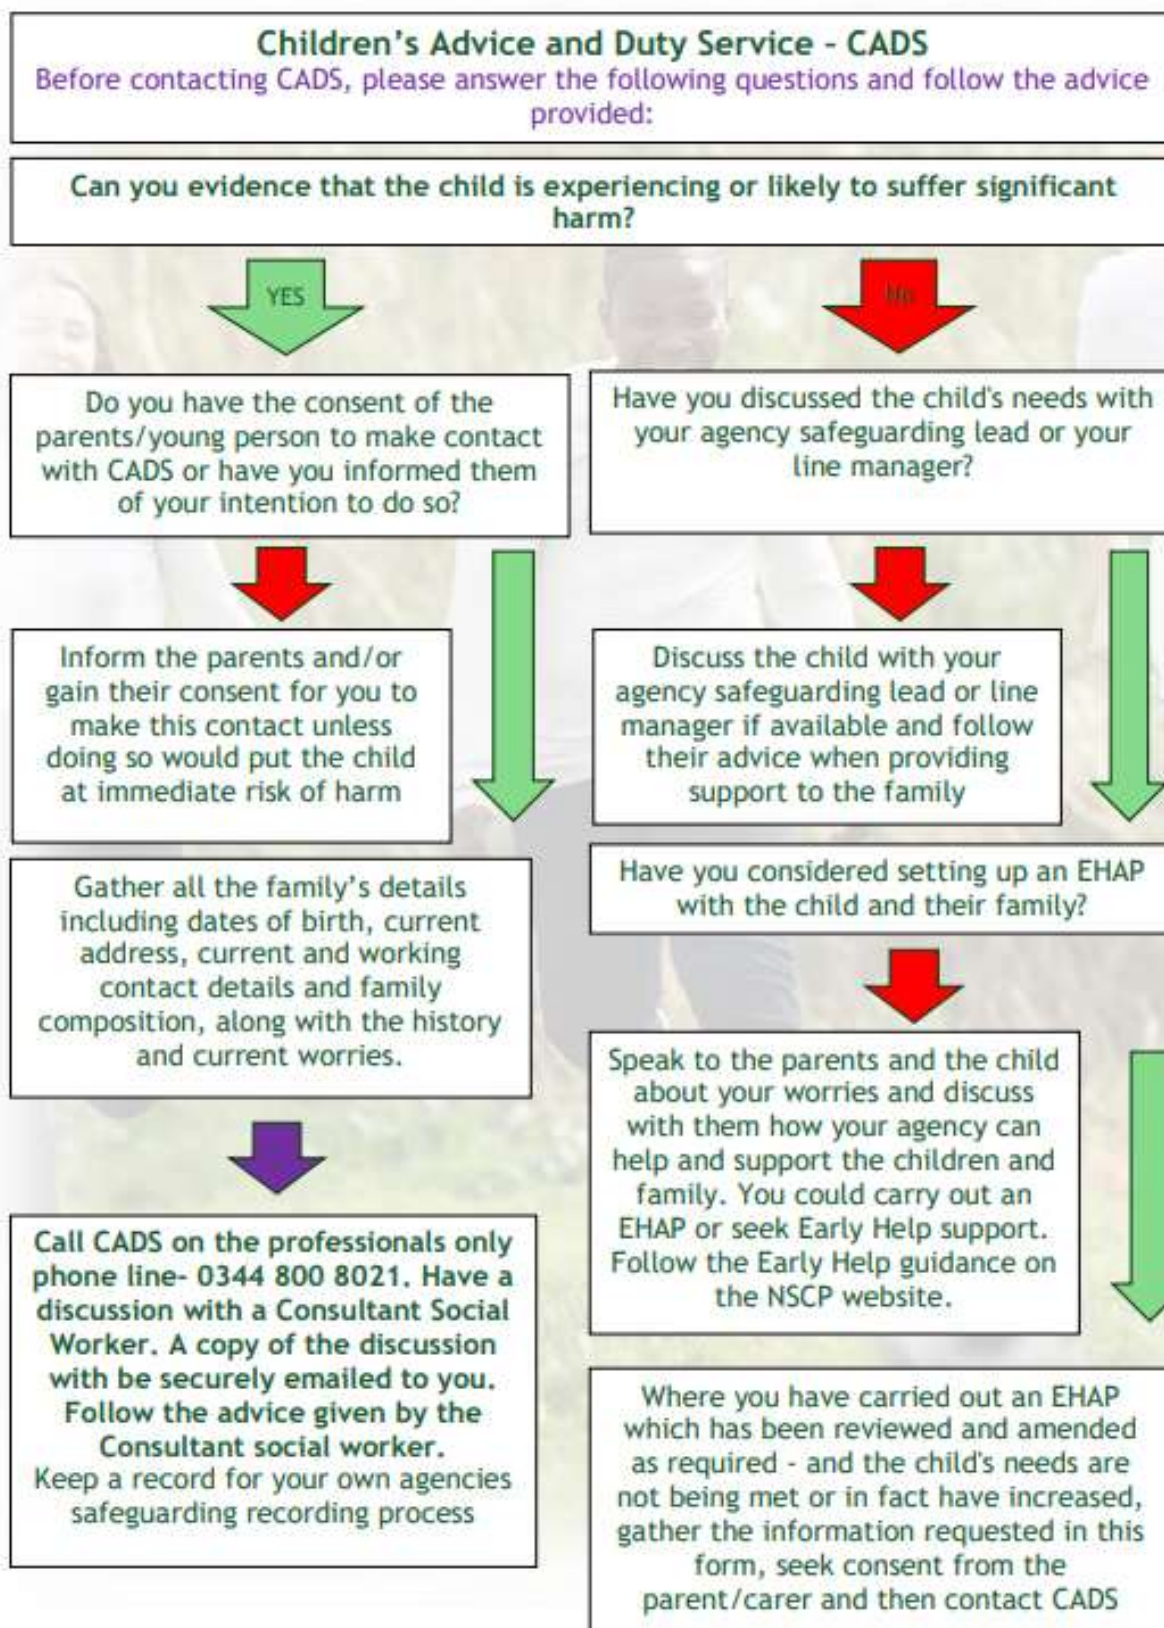 Children's Advice and Duty Service – CADS
Before contacting CADS, please answer the following questions and follow the advice
provided:
Can you evidence that the child is experiencing or likely to suffer significant
harm?
YES
No
Do you have the consent of the
parents/young person to make contact
with CADS or have you informed them
of your intention to do so?
Have you discussed the child's needs with
your agency safeguarding lead or your
line manager?
Inform the parents and/or
gain their consent for you to
make this contact unless
doing so would put the child
at immediate risk of harm
Discuss the child with your
agency safeguarding lead or line
manager if available and follow
their advice when providing
support to the family
Gather all the family's details
including dates of birth, current
address, current and working
contact details and family
composition, along with the history
and current worries.
Have you considered setting up an EHAP
with the child and their family?
Speak to the parents and the child
about your worries and discuss
with them how your agency can
help and support the children and
family. You could carry out an
EHAP or seek Early Help support.
Follow the Early Help guidance on
the NSCP website.
Call CADS on the professionals only
phone line- 0344 800 8021. Have a
discussion with a Consultant Social
Worker. A copy of the discussion
with be securely emailed to you.
Follow the advice given by the
Consultant social worker.
Keep a record for your own agencies
safeguarding recording process
Where you have carried out an EHAP
which has been reviewed and amended
as required - and the child's needs are
not being met or in fact have increased,
gather the information requested in this
form, seek consent from the
parent/carer and then contact CADS